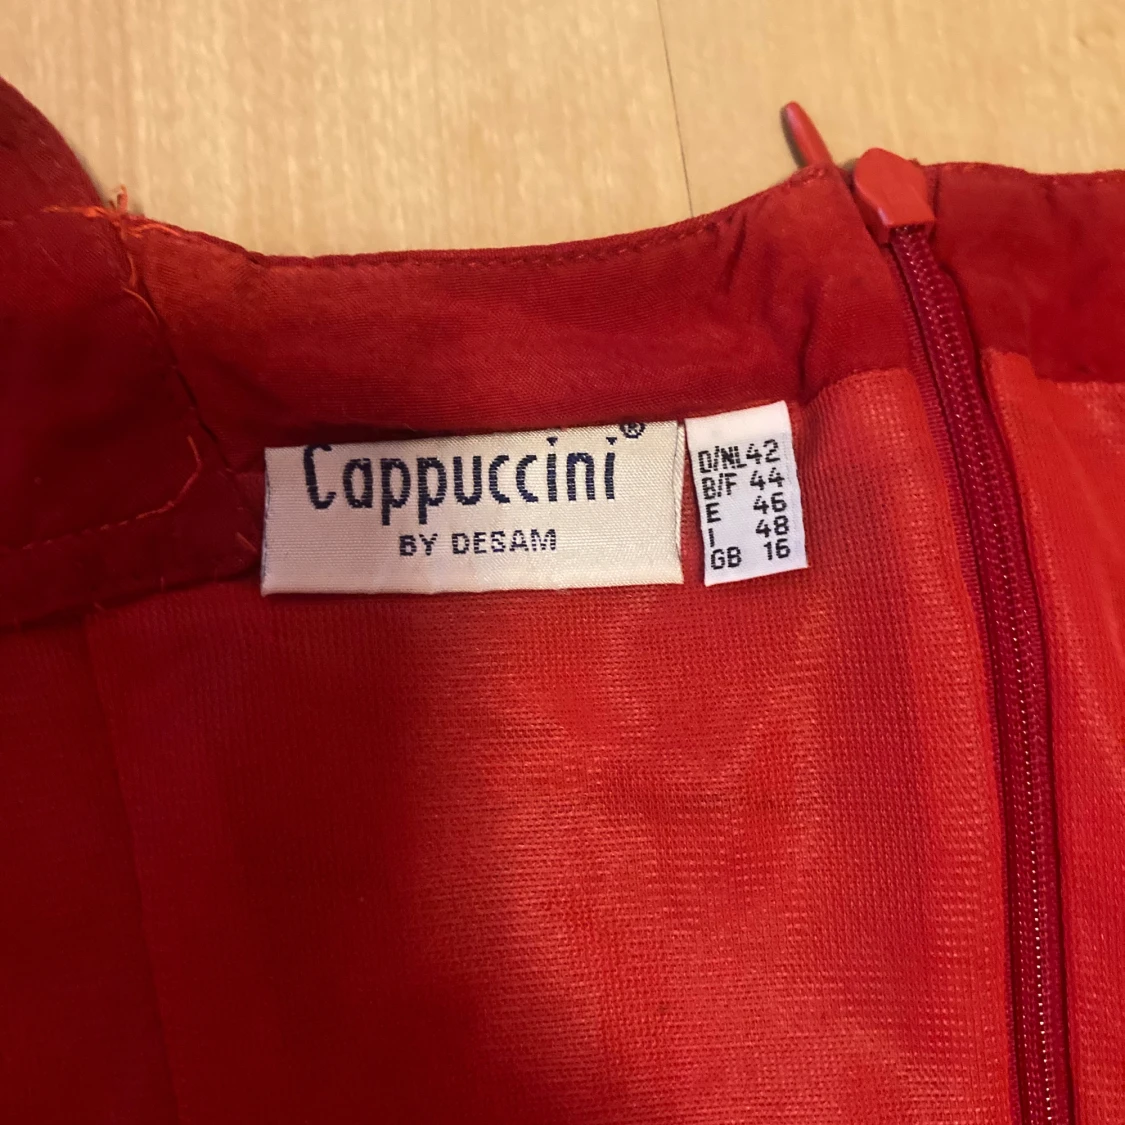 Cappuccini®
BY DESAM
D/NL 42
B/F 44
E 46
I 48
GB 16